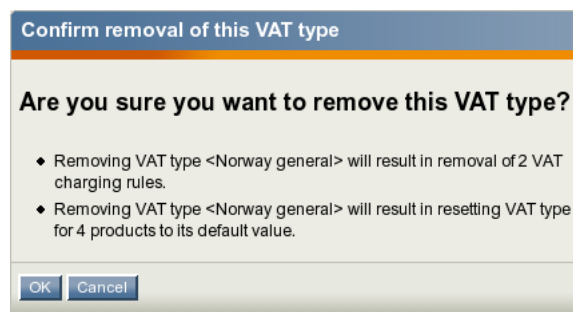 Confirm removal of this VAT type
Are you sure you want to remove this VAT type?
Removing VAT type <Norway general> will result in removal of 2 VAT
charging rules.
Removing VAT type <Norway general> will result in resetting VAT type
for 4 products to its default value.
OK Cancel